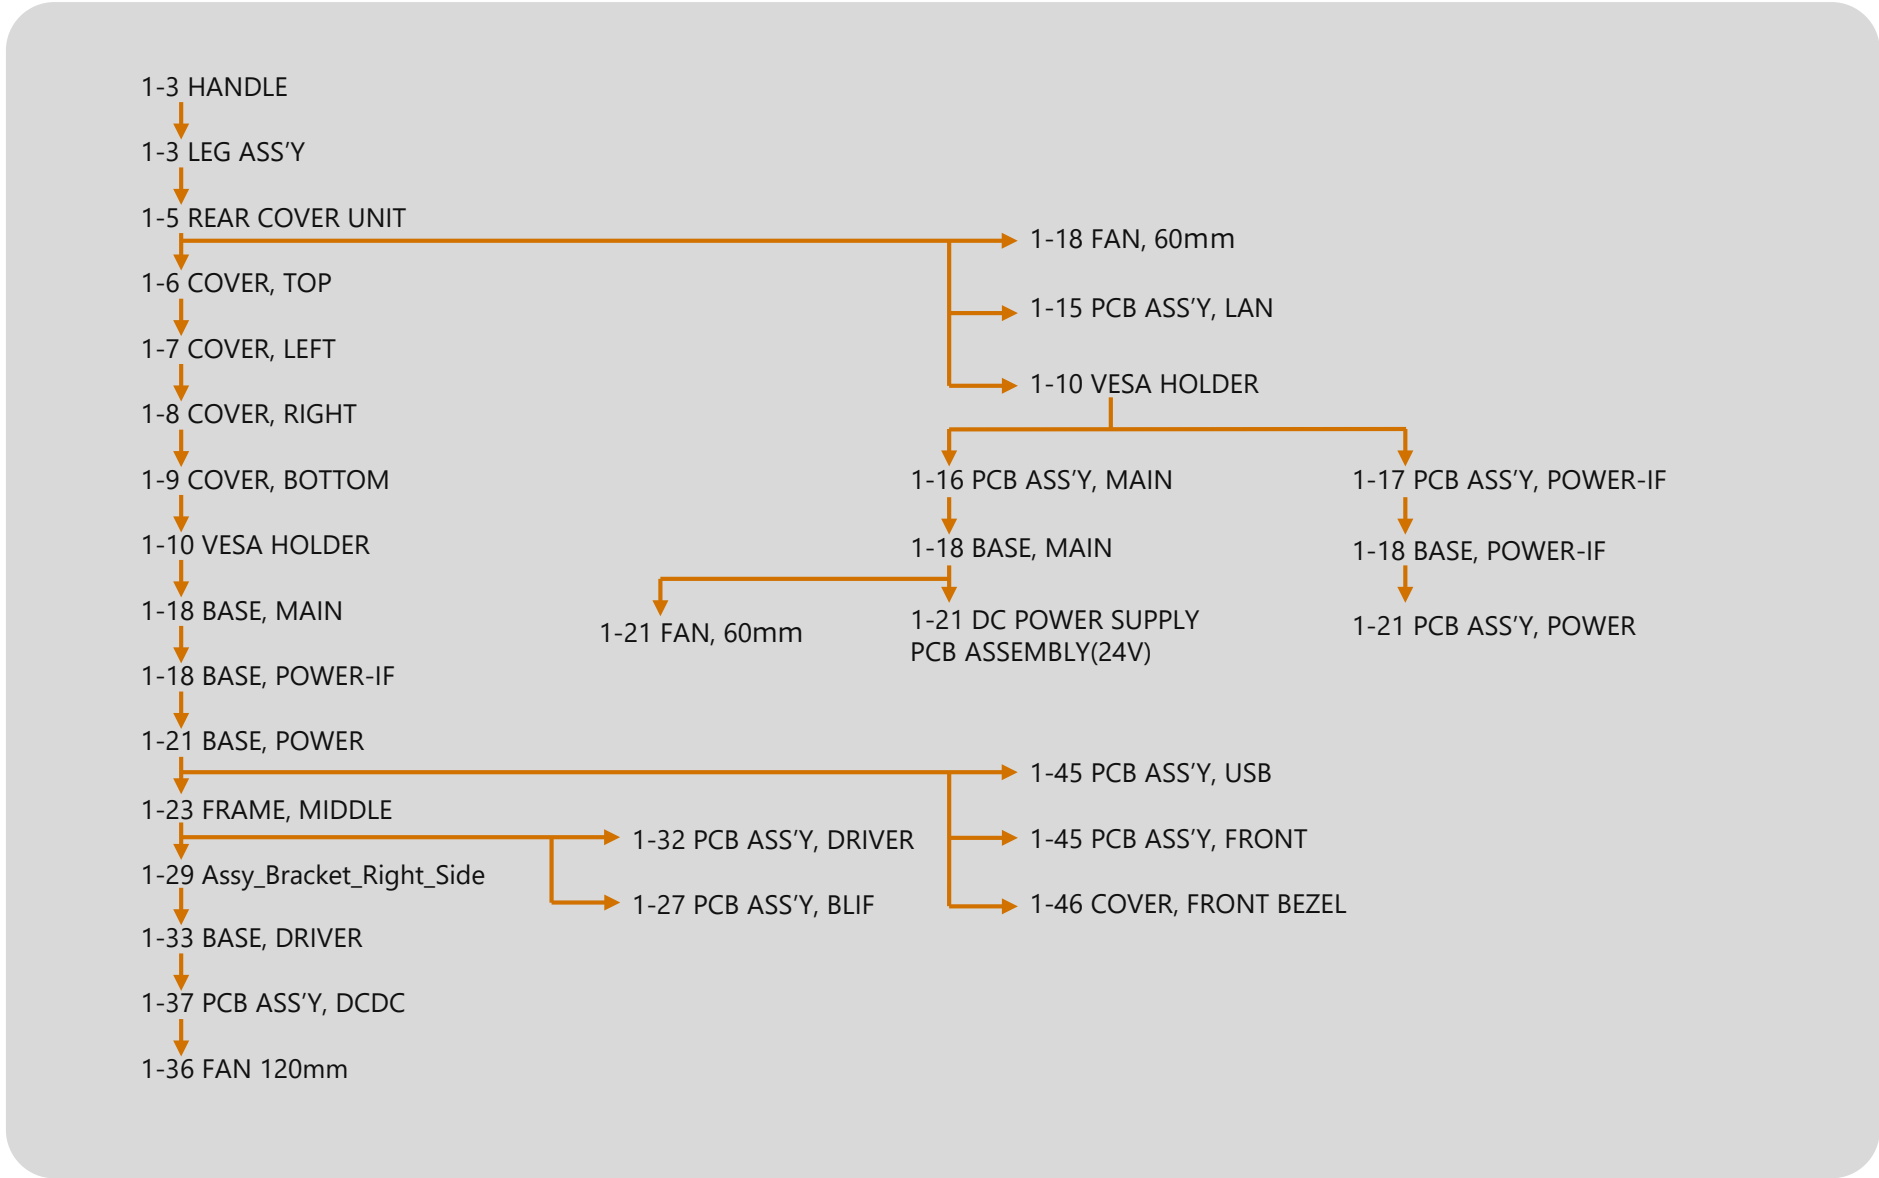 1-3 HANDLE
1-3 LEG ASS’Y
1-5 REAR COVER UNIT
1-6 COVER, TOP
1-7 COVER, LEFT
1-8 COVER, RIGHT
1-9 COVER, BOTTOM
1-10 VESA HOLDER
1-18 BASE, MAIN
1-18 BASE, POWER-IF
1-21 BASE, POWER
1-23 FRAME, MIDDLE
1-29 Assy_Bracket_Right_Side
1-33 BASE, DRIVER
1-37 PCB ASS’Y, DCDC
1-36 FAN 120mm
1-18 FAN, 60mm
1-15 PCB ASS’Y, LAN
1-10 VESA HOLDER
1-16 PCB ASS’Y, MAIN
1-18 BASE, MAIN
1-21 FAN, 60mm
1-21 DC POWER SUPPLY
PCB ASSEMBLY(24V)
1-17 PCB ASS’Y, POWER-IF
1-18 BASE, POWER-IF
1-21 PCB ASS’Y, POWER
1-45 PCB ASS’Y, USB
1-45 PCB ASS’Y, FRONT
1-46 COVER, FRONT BEZEL
1-32 PCB ASS’Y, DRIVER
1-27 PCB ASS’Y, BLIF